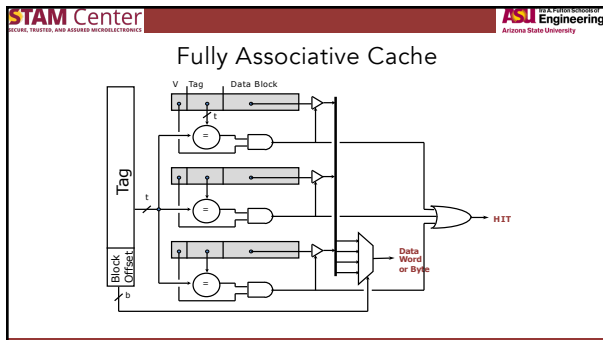 STAM Center
SECURE, TRUSTED, AND ASSURED MICROELECTRONICS
ASU Ira A. Fulton Schools of
Engineering
Arizona State University
Fully Associative Cache
V Tag Data Block
t
=
Tag
t
=
HIT
=
Block
Offset
Data
Word
or Byte
b